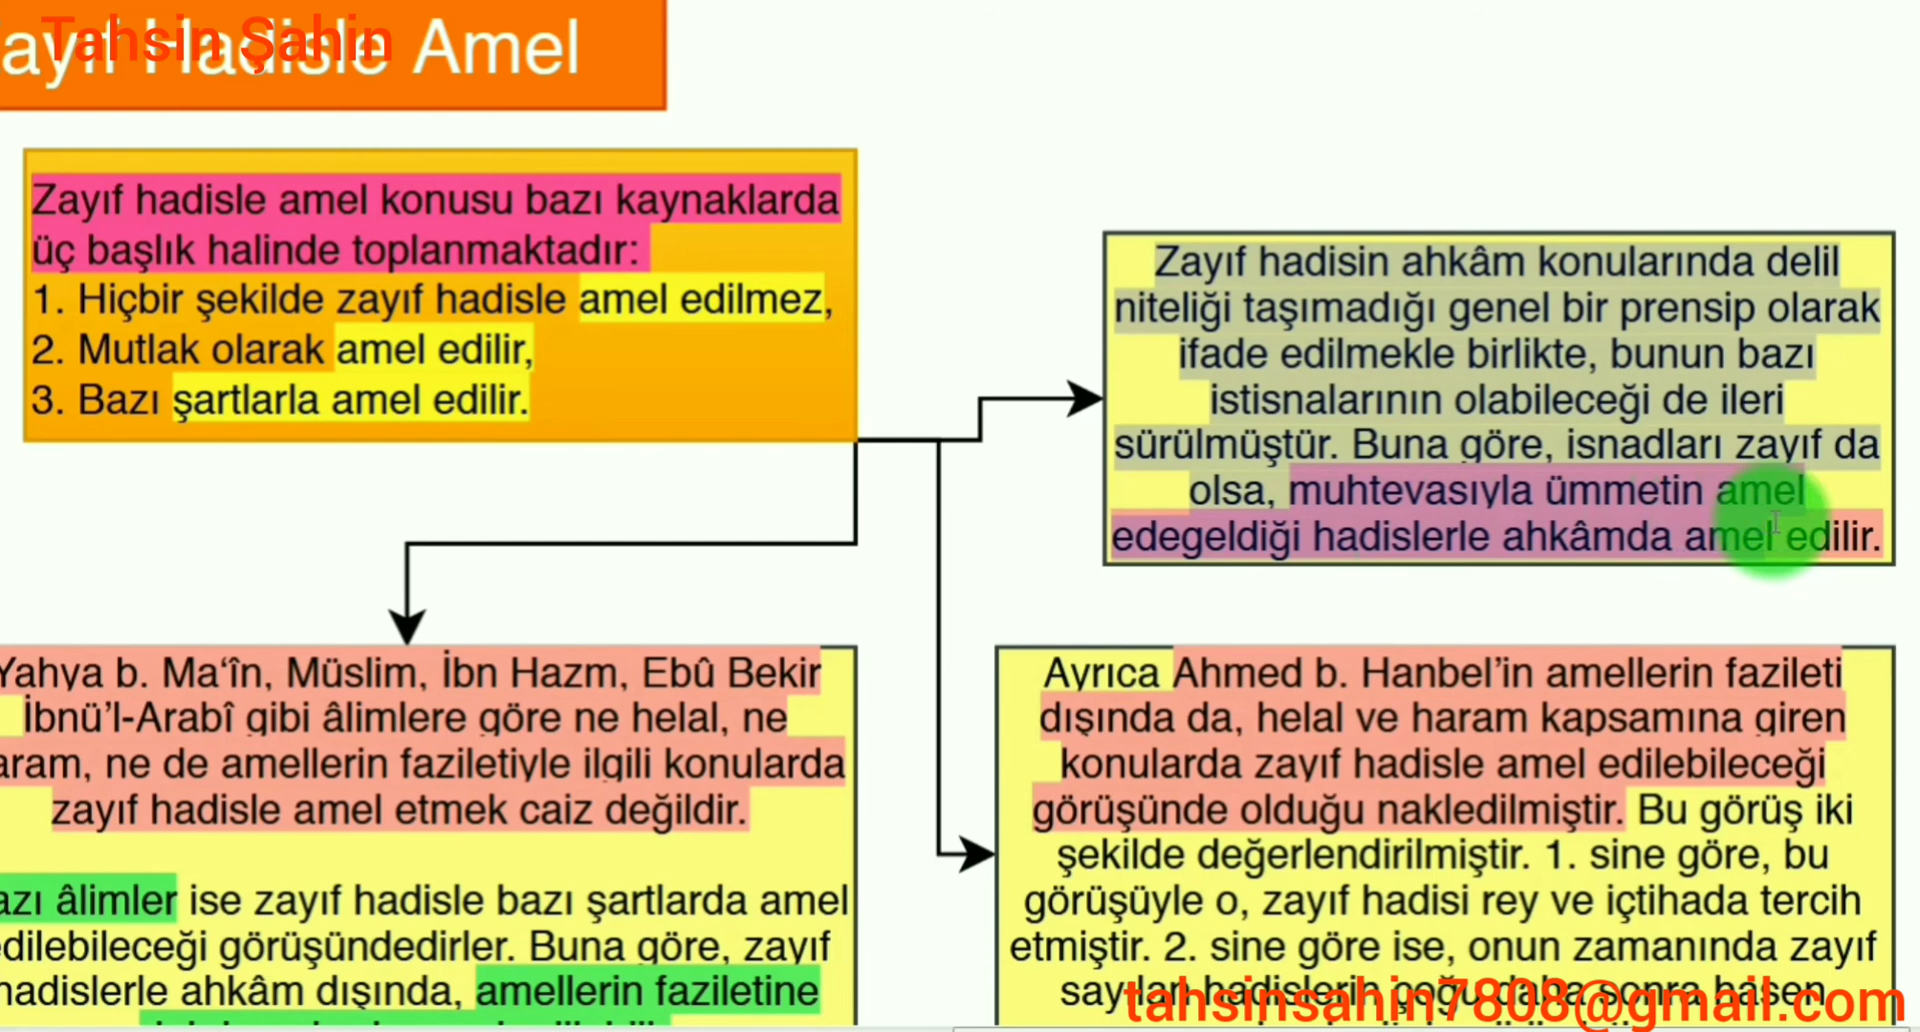 Tahsin Şahin
ayıf Hadisle Amel
Zayıf hadisle amel konusu bazı kaynaklarda
üç başlık halinde toplanmaktadır:
1. Hiçbir şekilde zayıf hadisle amel edilmez,
2. Mutlak olarak amel edilir,
3. Bazı şartlarla amel edilir.
Zayıf hadisin ahkâm konularında delil
niteliği taşımadığı genel bir prensip olarak
ifade edilmekle birlikte, bunun bazı
istisnalarının olabileceği de ileri
sürülmüştür. Buna göre, isnadları zayıf da
olsa, muhtevasıyla ümmetin amel
edegeldiği hadislerle ahkâmda amel edilir.
Yahya b. Ma‘în, Müslim, İbn Hazm, Ebû Bekir
İbnü’l-Arabî gibi âlimlere göre ne helal, ne
aram, ne de amellerin faziletiyle ilgili konularda
zayıf hadisle amel etmek caiz değildir.
azı âlimler ise zayıf hadisle bazı şartlarda amel
edilebileceği görüşündedirler. Buna göre, zayıf
hadislerle ahkâm dışında, amellerin faziletine
Ayrıca Ahmed b. Hanbel’in amellerin fazileti
dışında da, helal ve haram kapsamına giren
konularda zayıf hadisle amel edilebileceği
görüşünde olduğu nakledilmiştir. Bu görüş iki
şekilde değerlendirilmiştir. 1. sine göre, bu
görüşüyle o, zayıf hadisi rey ve içtihada tercih
etmiştir. 2. sine göre ise, onun zamanında zayıf
sayılan hadislerin çoğu daha sonra hasen
tahsinsahin7808@gmail.com